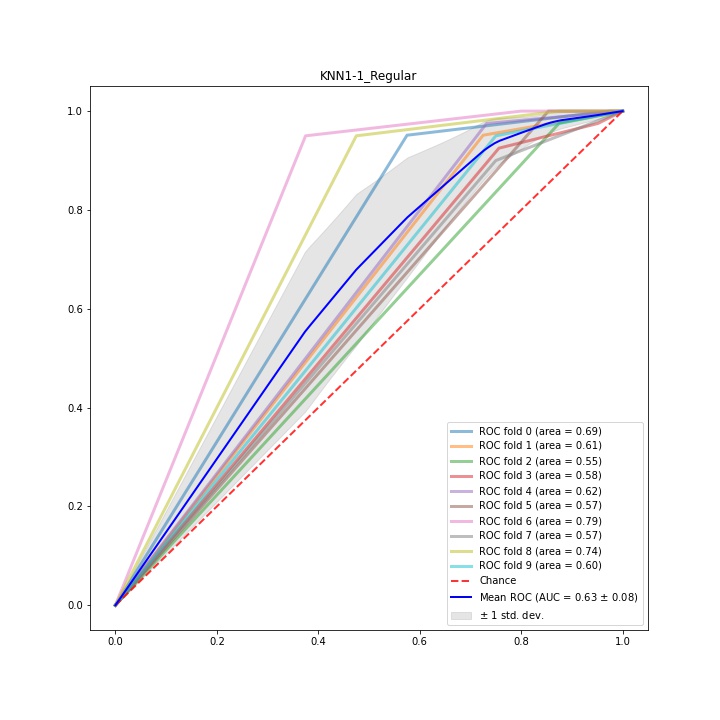 KNN1-1_Regular
1.0
0.8
0.6
0.4
0.2
0.0
ROC fold 0 (area = 0.69)
ROC fold 1 (area = 0.61)
ROC fold 2 (area = 0.55)
ROC fold 3 (area = 0.58)
ROC fold 4 (area = 0.62)
ROC fold 5 (area = 0.57)
ROC fold 6 (area = 0.79)
ROC fold 7 (area = 0.57)
ROC fold 8 (area = 0.74)
ROC fold 9 (area = 0.60)
Chance
Mean ROC (AUC = 0.63 ± 0.08)
± 1 std. dev.
0.0 0.2 0.4 0.6 0.8 1.0